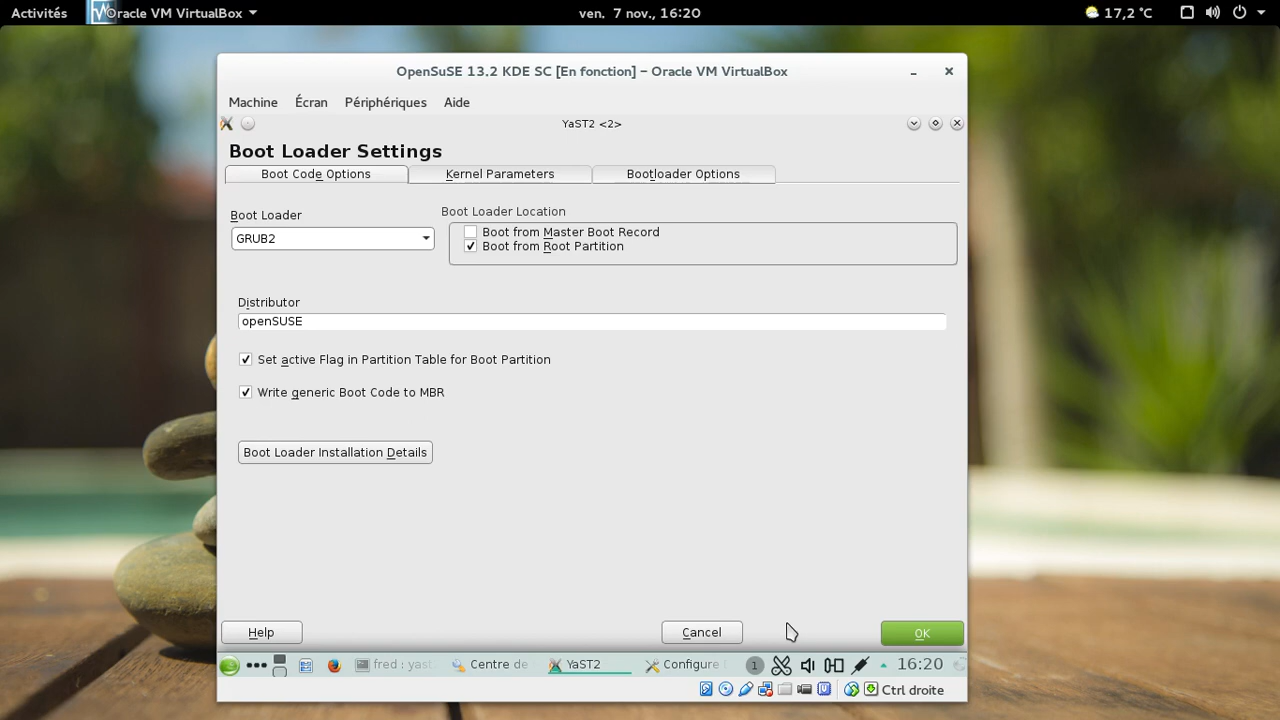 Activités Oracle VM VirtualBox ven. 7 nov., 16:20 17,2 °C
OpenSuSE 13.2 KDE SC [En fonction] – Oracle VM VirtualBox
Machine Écran Périphériques Aide
YaST2 <2>
Boot Loader Settings
Boot Code Options Kernel Parameters Bootloader Options
Boot Loader
Boot Loader Location
GRUB2
Boot from Master Boot Record
Boot from Root Partition
Distributor
openSUSE
Set active Flag in Partition Table for Boot Partition
Write generic Boot Code to MBR
Boot Loader Installation Details
Help Cancel OK
fred : yast Centre de YaST2 Configure 1 16:20
Ctrl droite